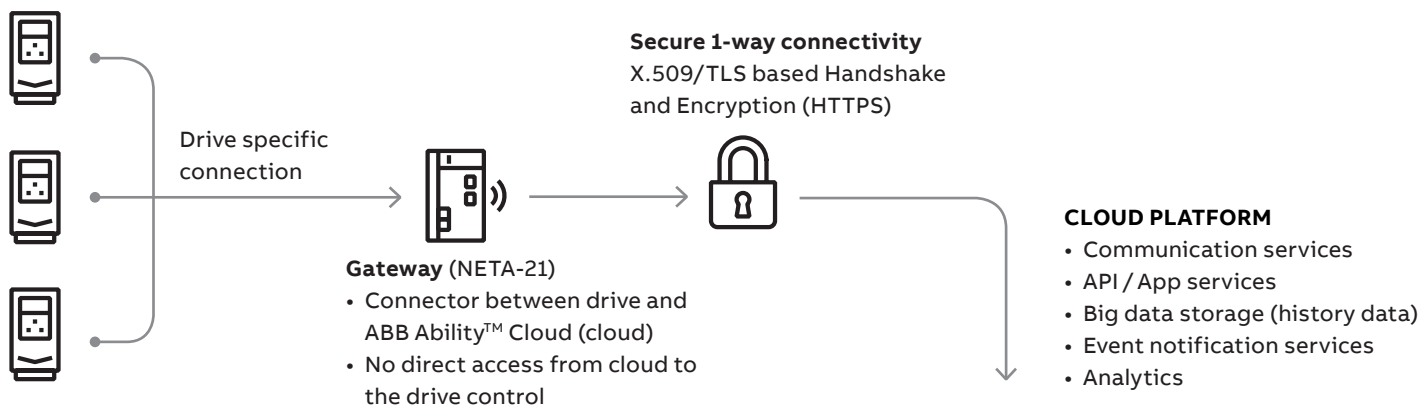 Secure 1-way connectivity
X.509/TLS based Handshake
and Encryption (HTTPS)
Drive specific
connection
Gateway (NETA-21)
• Connector between drive and
ABB Ability™ Cloud (cloud)
• No direct access from cloud to
the drive control
CLOUD PLATFORM
• Communication services
• API / App services
• Big data storage (history data)
• Event notification services
• Analytics